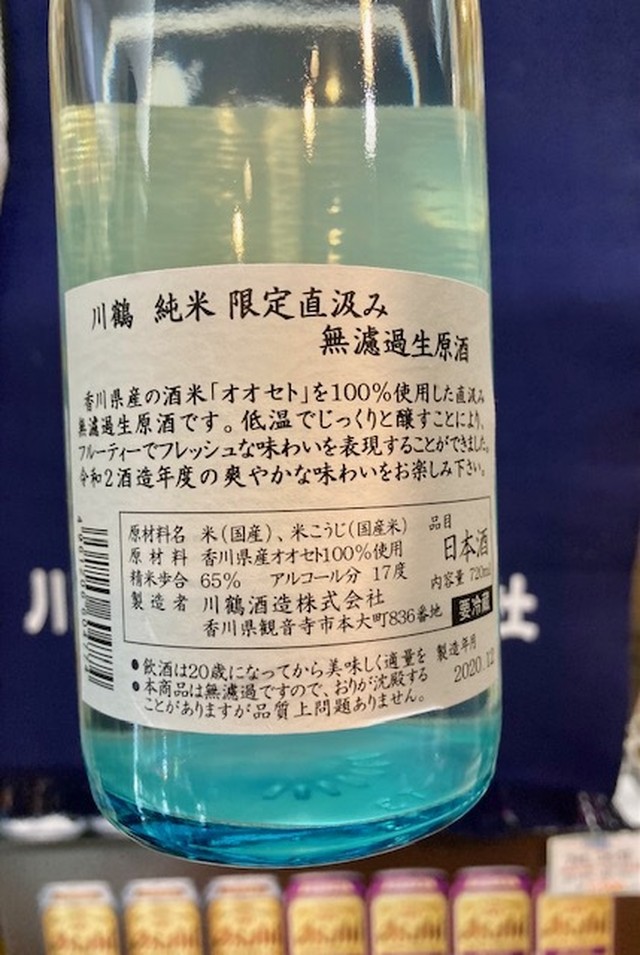 川鶴 純米 限定直汲み
無濾過生原酒
香川県産の酒米「オオセト」を100%使用した直汲み
無濾過生原酒です。低温でじっくりと醸すことにより、
フルーティーでフレッシュな味わいを表現することができました。
令和2酒造年度の爽やかな味わいをお楽しみ下さい。
原材料名 米(国産)、米こうじ(国産米)
原料米 香川県産オオセト100%使用
精米歩合 65% アルコール分 17度
製造者 川鶴酒造株式会社
香川県観音寺市本大町836番地
品目
日本酒
内容量 720ml
要冷蔵
●飲酒は20歳になってから美味しく適量を
●本商品は無濾過ですので、おりが沈殿する
ことがありますが品質上問題ありません。
製造年月
2020.12
川
社